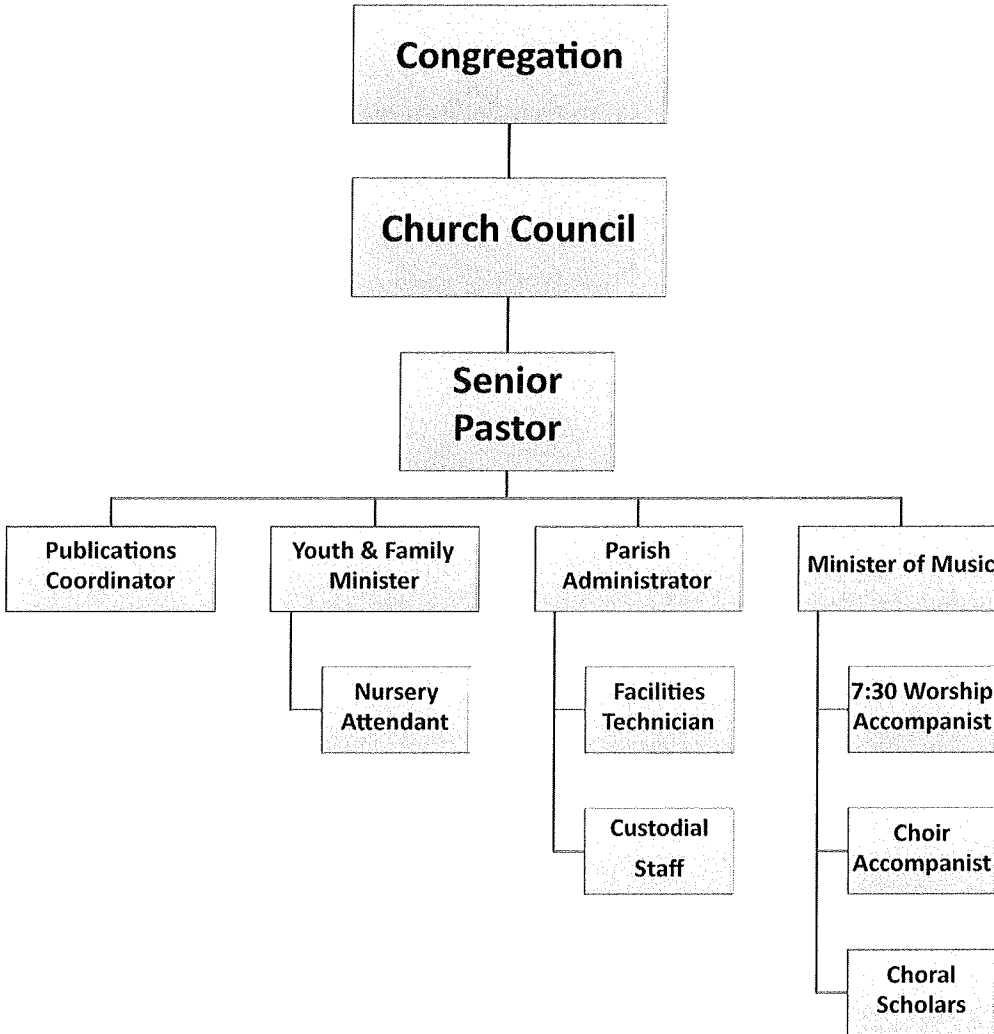 Congregation
Church Council
Senior
Pastor
Publications
Coordinator
Youth & Family
Minister
Parish
Administrator
Minister of Music
Nursery
Attendant
Facilities
Technician
7:30 Worship
Accompanist
Custodial
Staff
Choir
Accompanist
Choral
Scholars